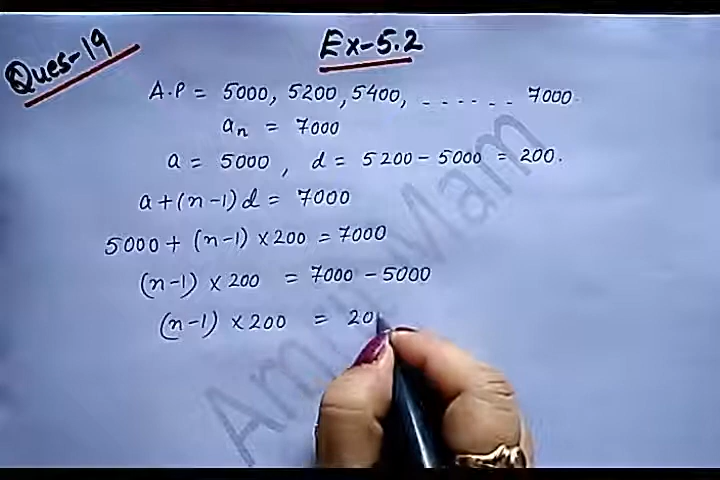 Ques-19
Ex-5.2
A.P = 5000, 5200, 5400, ------ 7000.
aₙ = 7000
a = 5000, d = 5200 - 5000 = 200.
a + (n-1) d = 7000
5000 + (n-1) × 200 = 7000
(n-1) × 200 = 7000 - 5000
(n-1) × 200 = 20